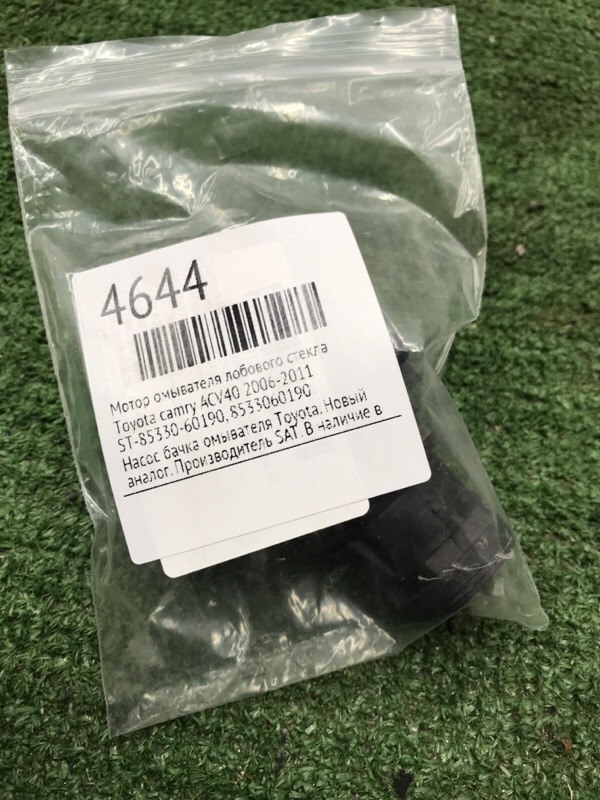 4644
Мотор омывателя лобового стекла
Toyota camry ACV40 2006-2011
ST-85330-60190, 8533060190
Насос бачка омывателя Toyota. Новый
аналог. Производитель SAT. В наличие в